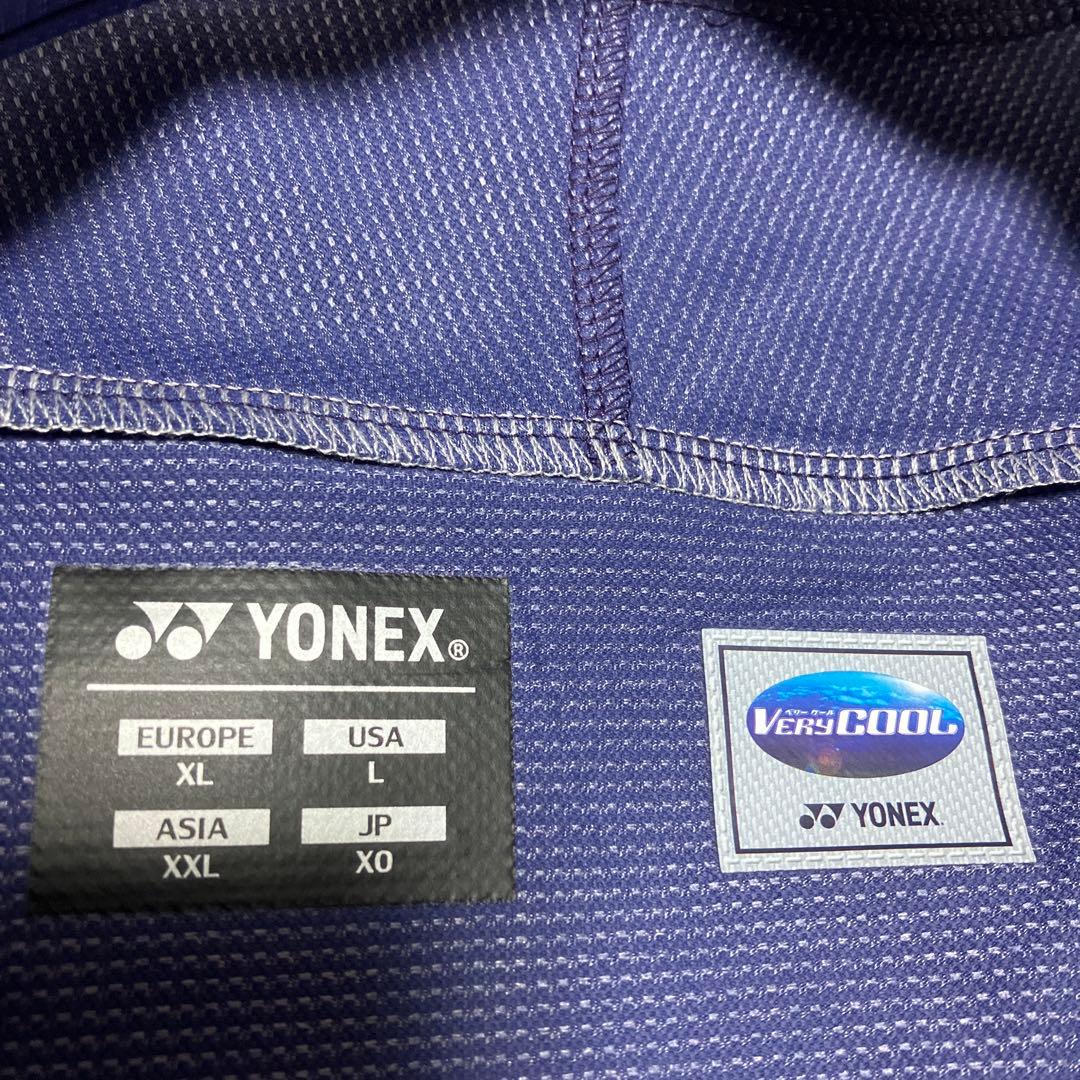 YONEX®
EUROPE USA
XL L
ASIA JP
XXL XO
ベリー クール
VERYCOOL
YONEX